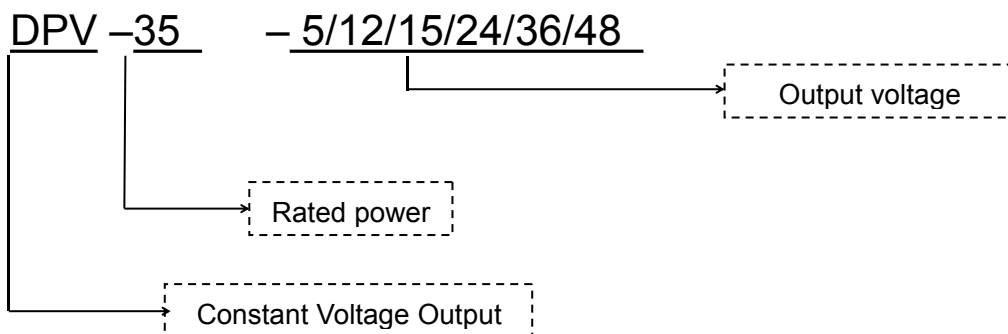 DPV –35 – 5/12/15/24/36/48
Output voltage
Rated power
Constant Voltage Output